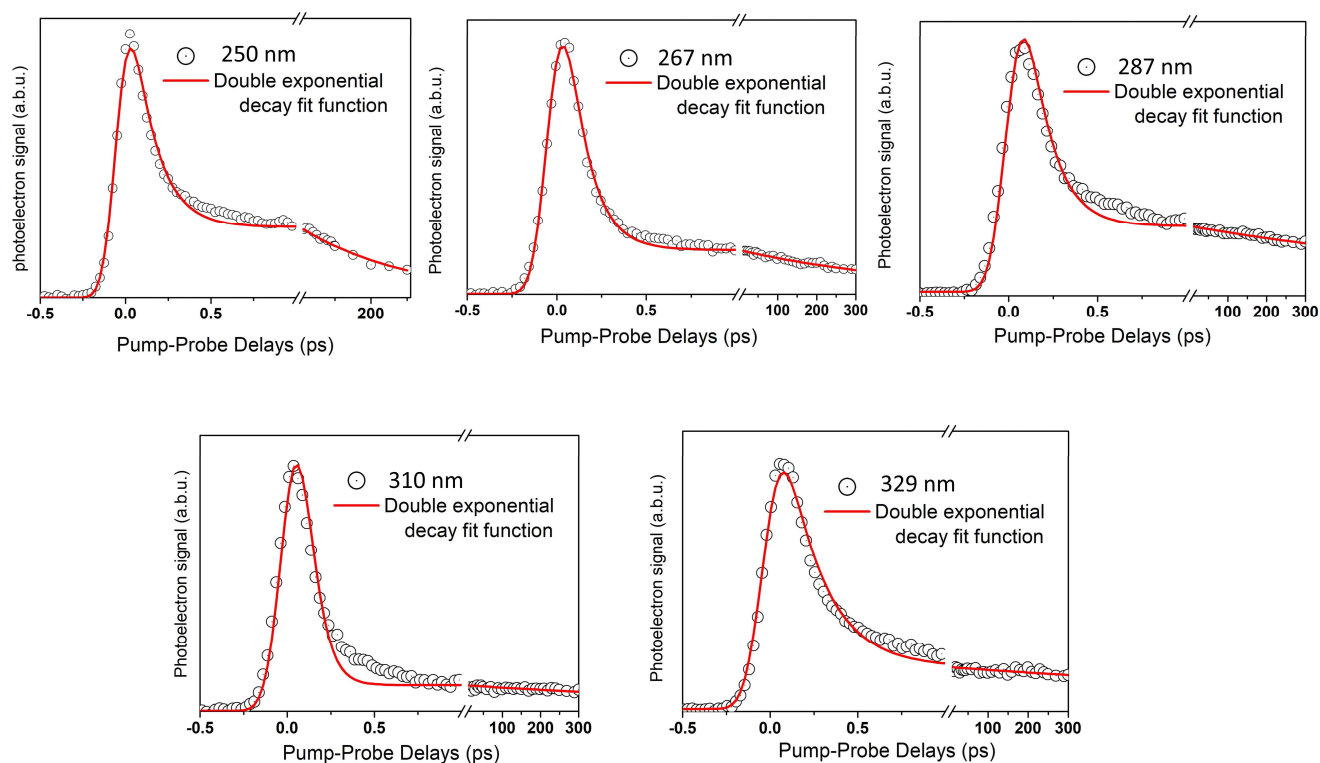 photoelectron signal (a.b.u.)
250 nm
Double exponential
decay fit function
-0.5
0.0
0.5
200
Pump-Probe Delays (ps)
Photoelectron signal (a.b.u.)
267 nm
Double exponential
decay fit function
-0.5
0.0
0.5
100
200
300
Pump-Probe Delays (ps)
Photoelectron signal (a.b.u.)
287 nm
Double exponential
decay fit function
-0.5
0.0
0.5
100
200
300
Pump-Probe Delays (ps)
Photoelectron signal (a.b.u.)
310 nm
Double exponential
decay fit function
-0.5
0.0
0.5
100
200
300
Pump-Probe Delays (ps)
Photoelectron signal (a.b.u.)
329 nm
Double exponential
decay fit function
-0.5
0.0
0.5
100
200
300
Pump-Probe Delays (ps)